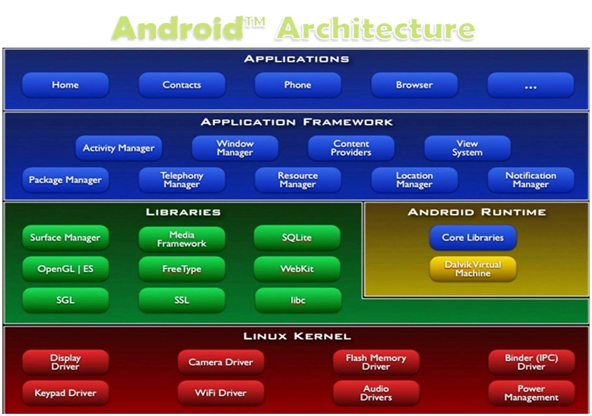 Android™ Architecture
APPLICATIONS
Home
Contacts
Phone
Browser
...
APPLICATION FRAMEWORK
Activity Manager
Window
Manager
Content
Providers
View
System
Package Manager
Telephony
Manager
Resource
Manager
Location
Manager
Notification
Manager
LIBRARIES
Surface Manager
Media
Framework
SQLite
OpenGL | ES
FreeType
WebKit
SGL
SSL
libc
ANDROID RUNTIME
Core Libraries
Dalvik Virtual
Machine
LINUX KERNEL
Display
Driver
Camera Driver
Flash Memory
Driver
Binder (IPC)
Driver
Keypad Driver
WiFi Driver
Audio
Drivers
Power
Management